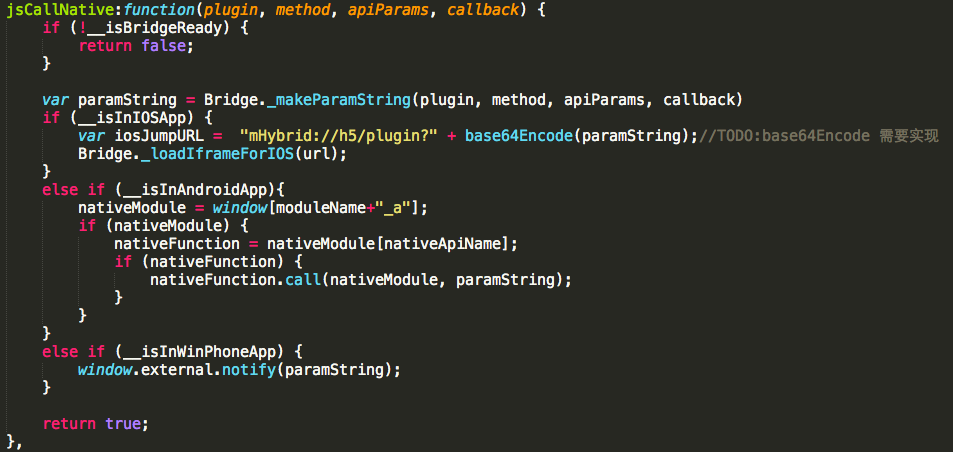 jsCallNative:function(plugin, method, apiParams, callback) {
    if (!__isBridgeReady) {
        return false;
    }

    var paramString = Bridge._makeParamString(plugin, method, apiParams, callback)
    if (__isInIOSApp) {
        var iosJumpURL =  "mHybrid://h5/plugin?" + base64Encode(paramString);//TODO:base64Encode 需要实现
        Bridge._loadIframeForIOS(url);
    }
    else if (__isInAndroidApp){
        nativeModule = window[moduleName+"_a"];
        if (nativeModule) {
            nativeFunction = nativeModule[nativeApiName];
            if (nativeFunction) {
                nativeFunction.call(nativeModule, paramString);
            }
        }
    }
    else if (__isInWinPhoneApp) {
        window.external.notify(paramString);
    }

    return true;
},